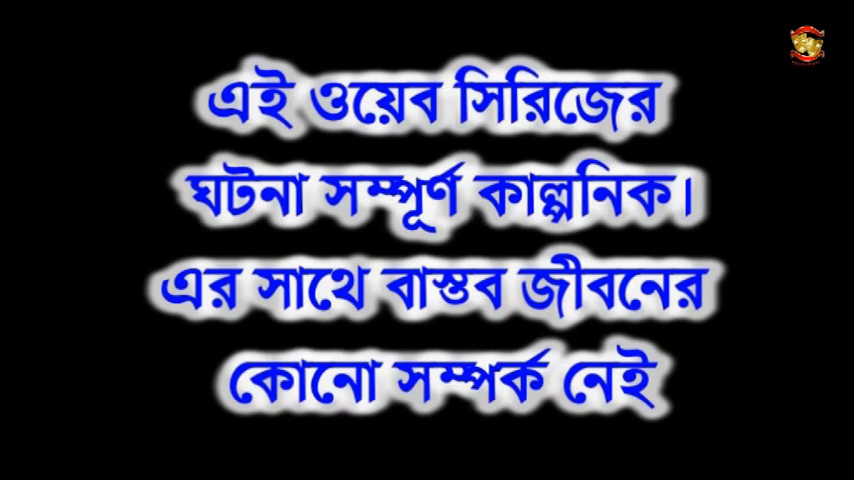 এই ওয়েব সিরিজের
ঘটনা সম্পূর্ণ কাল্পনিক।
এর সাথে বাস্তব জীবনের
কোনো সম্পর্ক নেই